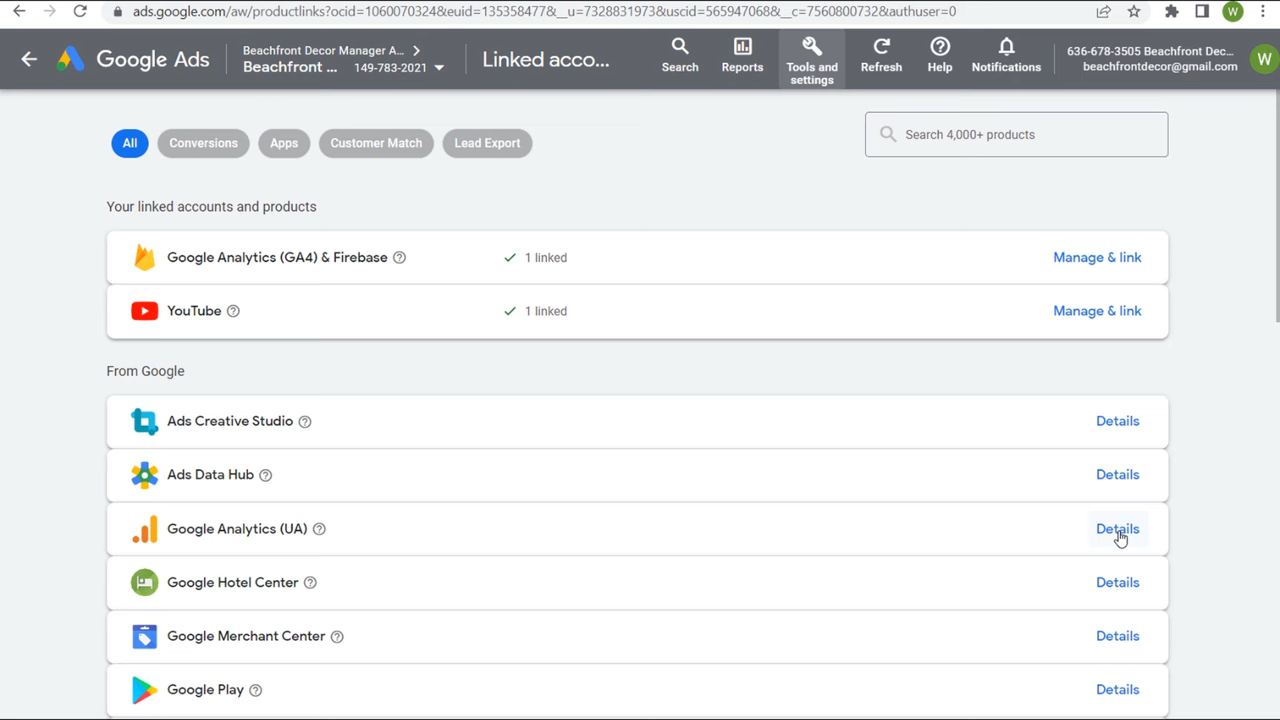 ads.google.com/aw/productlinks?ocid=1060070324&euid=135358477&__u=7328831973&uscid=565947068&__c=7560800732&authuser=0
W
Google Ads
Beachfront Decor Manager A...
Beachfront ...
149-783-2021
Linked acco...
Search
Reports
Tools and settings
Refresh
Help
Notifications
636-678-3505 Beachfront Dec...
beachfrontdecor@gmail.com
W
All
Conversions
Apps
Customer Match
Lead Export
Search 4,000+ products
Your linked accounts and products
Google Analytics (GA4) & Firebase
1 linked
Manage & link
YouTube
1 linked
Manage & link
From Google
Ads Creative Studio
Details
Ads Data Hub
Details
Google Analytics (UA)
Details
Google Hotel Center
Details
Google Merchant Center
Details
Google Play
Details